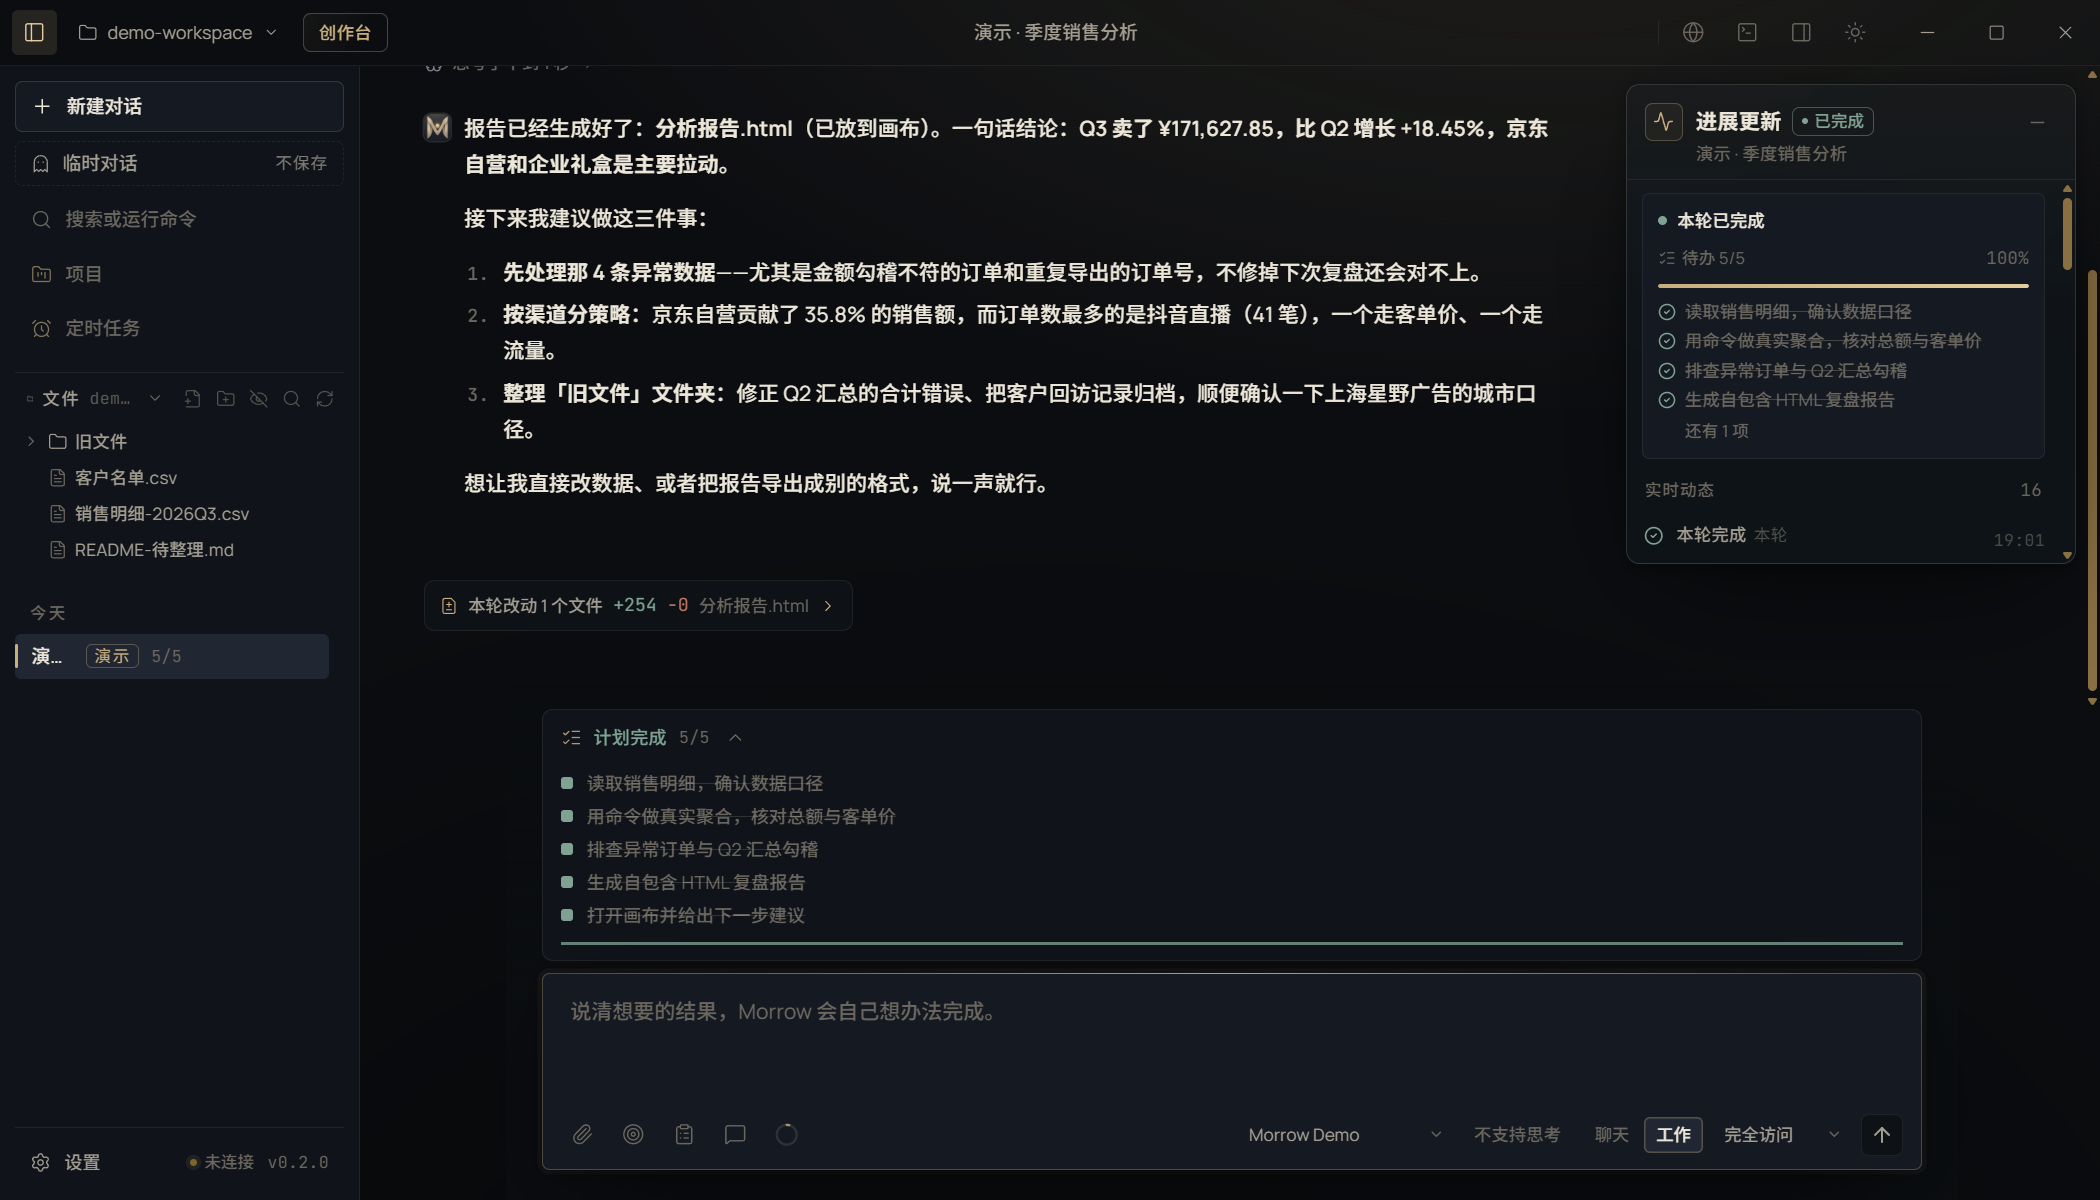 demo-workspace
创作台
演示 · 季度销售分析
新建对话
临时对话
不保存
搜索或运行命令
项目
定时任务
文件 dem...
旧文件
客户名单.csv
销售明细-2026Q3.csv
README-待整理.md
今天
演... 演示 5/5
设置
未连接 v0.2.0
报告已经生成好了：分析报告.html（已放到画布）。一句话结论：Q3 卖了 ¥171,627.85，比 Q2 增长 +18.45%，京东
自营和企业礼盒是主要拉动。
接下来我建议做这三件事：
1. 先处理那 4 条异常数据——尤其是金额勾稽不符的订单和重复导出的订单号，不修掉下次复盘还会对不上。
2. 按渠道分策略：京东自营贡献了 35.8% 的销售额，而订单数最多的是抖音直播（41 笔），一个走客单价、一个走
流量。
3. 整理「旧文件」文件夹：修正 Q2 汇总的合计错误、把客户回访记录归档，顺便确认一下上海星野广告的城市口
径。
想让我直接改数据、或者把报告导出成别的格式，说一声就行。
本轮改动 1 个文件 +254 -0 分析报告.html
进展更新 已完成
演示 · 季度销售分析
本轮已完成
待办 5/5 100%
读取销售明细，确认数据口径
用命令做真实聚合，核对总额与客单价
排查异常订单与 Q2 汇总勾稽
生成自包含 HTML 复盘报告
还有 1 项
实时动态 16
本轮完成 本轮 19:01
计划完成 5/5
读取销售明细，确认数据口径
用命令做真实聚合，核对总额与客单价
排查异常订单与 Q2 汇总勾稽
生成自包含 HTML 复盘报告
打开画布并给出下一步建议
说清想要的结果，Morrow 会自己想办法完成。
Morrow Demo
不支持思考
聊天
工作
完全访问